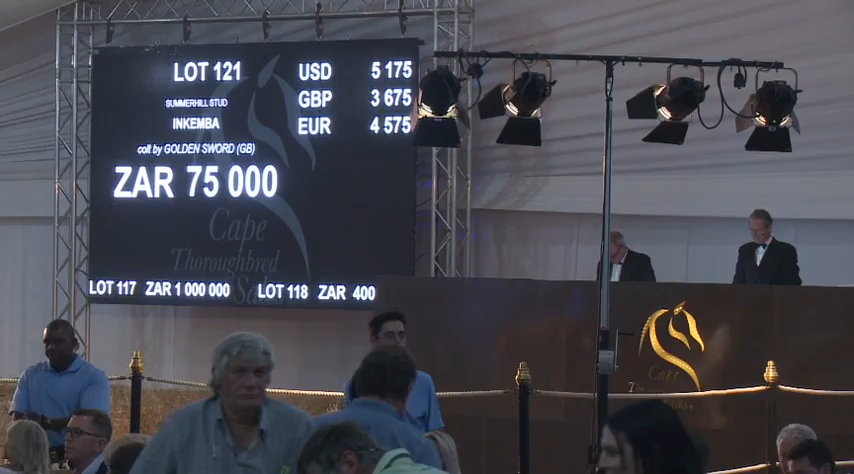 LOT 121 USD 5 175
SUMMERHILL STUD GBP 3 675
INKEMBA EUR 4 575
colt by GOLDEN SWORD (GB)
ZAR 75 000
Cape
Thoroughbred
LOT 117 ZAR 1 000 000 LOT 118 ZAR 400
Cape